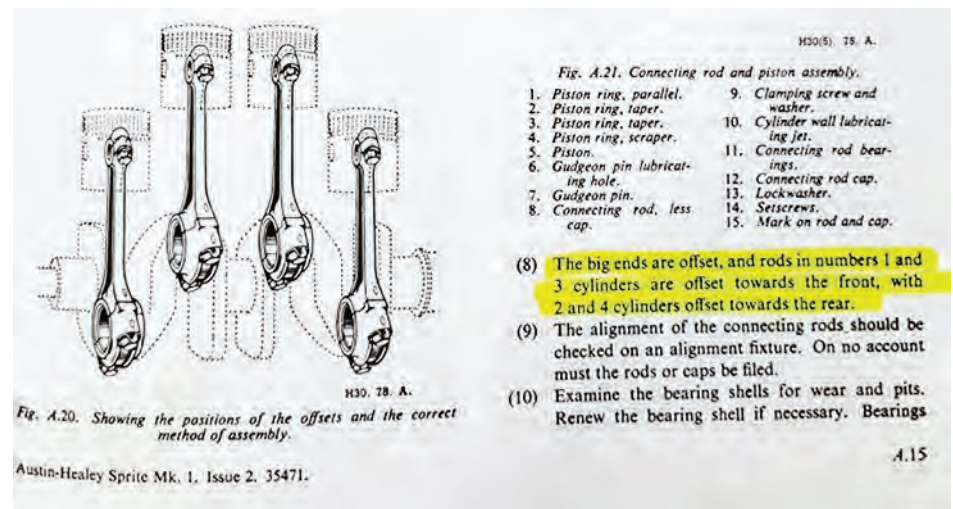 H30. 78. A.
Fig. A.20. Showing the positions of the offsets and the correct
method of assembly.
Austin-Healey Sprite Mk. 1. Issue 2. 35471.
H30(5) 78. A.
Fig. A.21. Connecting rod and piston assembly.
1. Piston ring, parallel.
2. Piston ring, taper.
3. Piston ring, taper.
4. Piston ring, scraper.
5. Piston.
6. Gudgeon pin lubricat-
ing hole.
7. Gudgeon pin.
8. Connecting rod, less
cap.
9. Clamping screw and
washer.
10. Cylinder wall lubricat-
ing jet.
11. Connecting rod bear-
ings.
12. Connecting rod cap.
13. Lockwasher.
14. Setscrews.
15. Mark on rod and cap.
(8) The big ends are offset, and rods in numbers 1 and
3 cylinders are offset towards the front, with
2 and 4 cylinders offset towards the rear.
(9) The alignment of the connecting rods should be
checked on an alignment fixture. On no account
must the rods or caps be filed.
(10) Examine the bearing shells for wear and pits.
Renew the bearing shell if necessary. Bearings
A.15